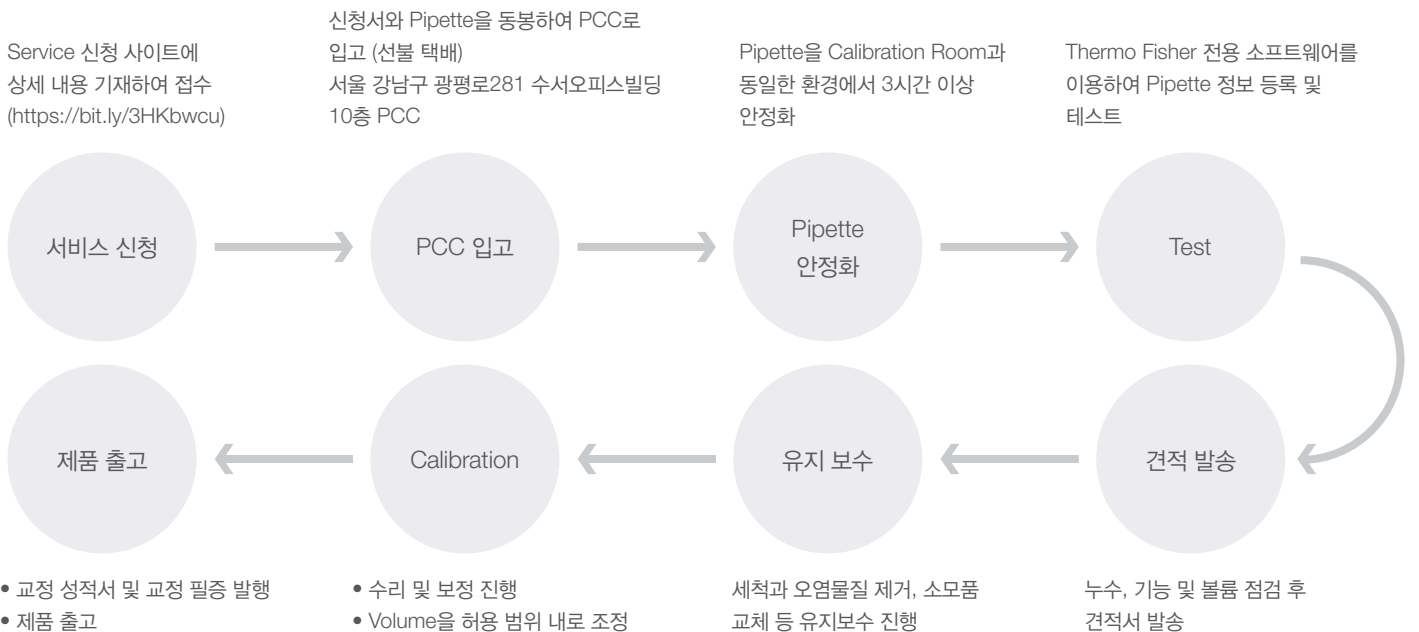 Service 신청 사이트에
상세 내용 기재하여 접수
(https://bit.ly/3HKbwcu)
신청서와 Pipette을 동봉하여 PCC로
입고 (선불 택배)
서울 강남구 광평로281 수서오피스빌딩
10층 PCC
Pipette을 Calibration Room과
동일한 환경에서 3시간 이상
안정화
Thermo Fisher 전용 소프트웨어를
이용하여 Pipette 정보 등록 및
테스트
서비스 신청
PCC 입고
Pipette
안정화
Test
제품 출고
Calibration
유지 보수
견적 발송
• 교정 성적서 및 교정 필증 발행
• 제품 출고
• 수리 및 보정 진행
• Volume을 허용 범위 내로 조정
세척과 오염물질 제거, 소모품
교체 등 유지보수 진행
누수, 기능 및 볼륨 점검 후
견적서 발송